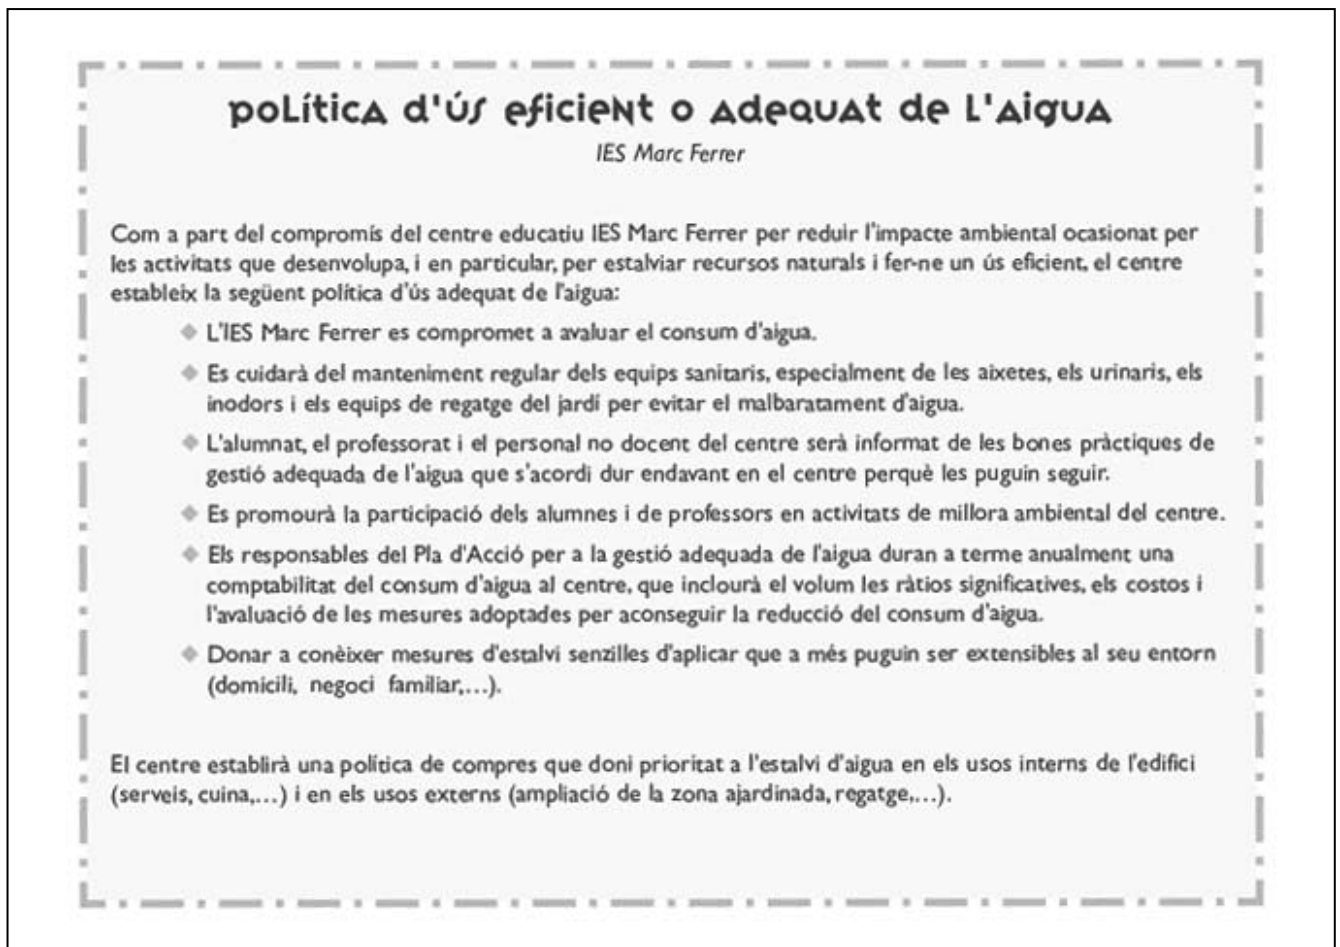 política d'ús eficient o adequat de l'aigua
IES Marc Ferrer
Com a part del compromís del centre educatiu IES Marc Ferrer per reduir l'impacte ambiental ocasionat per
les activitats que desenvolupa, i en particular, per estalviar recursos naturals i fer-ne un ús eficient, el centre
estableix la següent política d'ús adequat de l'aigua:
◆ L'IES Marc Ferrer es compromet a avaluar el consum d'aigua.
◆ Es cuidarà del manteniment regular dels equips sanitaris, especialment de les aixetes, els urinaris, els
inodors i els equips de regatge del jardí per evitar el malbaratament d'aigua.
◆ L'alumnat, el professorat i el personal no docent del centre serà informat de les bones pràctiques de
gestió adequada de l'aigua que s'acordi dur endavant en el centre perquè les puguin seguir.
◆ Es promourà la participació dels alumnes i de professors en activitats de millora ambiental del centre.
◆ Els responsables del Pla d'Acció per a la gestió adequada de l'aigua duran a terme anualment una
comptabilitat del consum d'aigua al centre, que inclourà el volum les ràtios significatives, els costos i
l'avaluació de les mesures adoptades per aconseguir la reducció del consum d'aigua.
◆ Donar a conèixer mesures d'estalvi senzilles d'aplicar que a més puguin ser extensibles al seu entorn
(domicili, negoci familiar,...).
El centre establirà una política de compres que doni prioritat a l'estalvi d'aigua en els usos interns de l'edifici
(serveis, cuina,...) i en els usos externs (ampliació de la zona ajardinada, regatge,...).